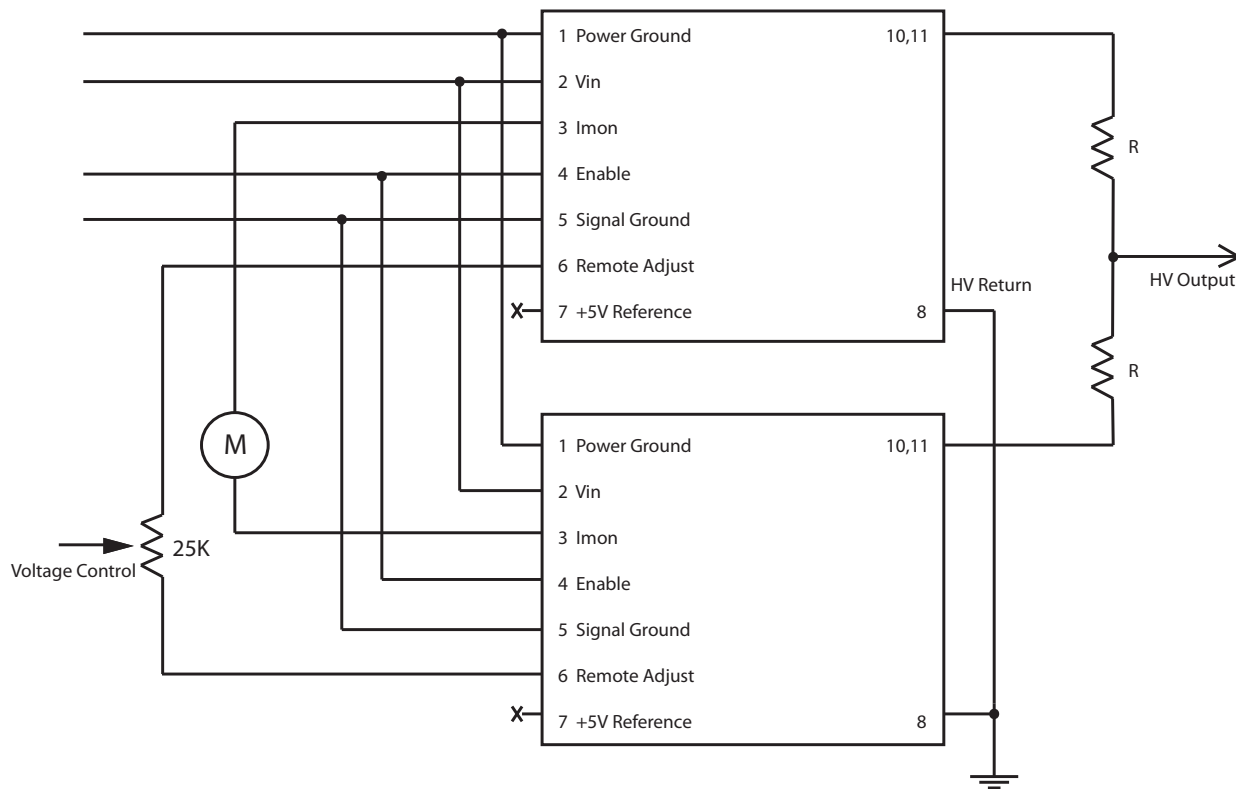 1 Power Ground 10,11
2 Vin
3 Imon
R
4 Enable
5 Signal Ground
6 Remote Adjust
HV Return
HV Output
7 +5V Reference 8
R
M
1 Power Ground 10,11
2 Vin
3 Imon
25K
Voltage Control
4 Enable
5 Signal Ground
6 Remote Adjust
7 +5V Reference 8